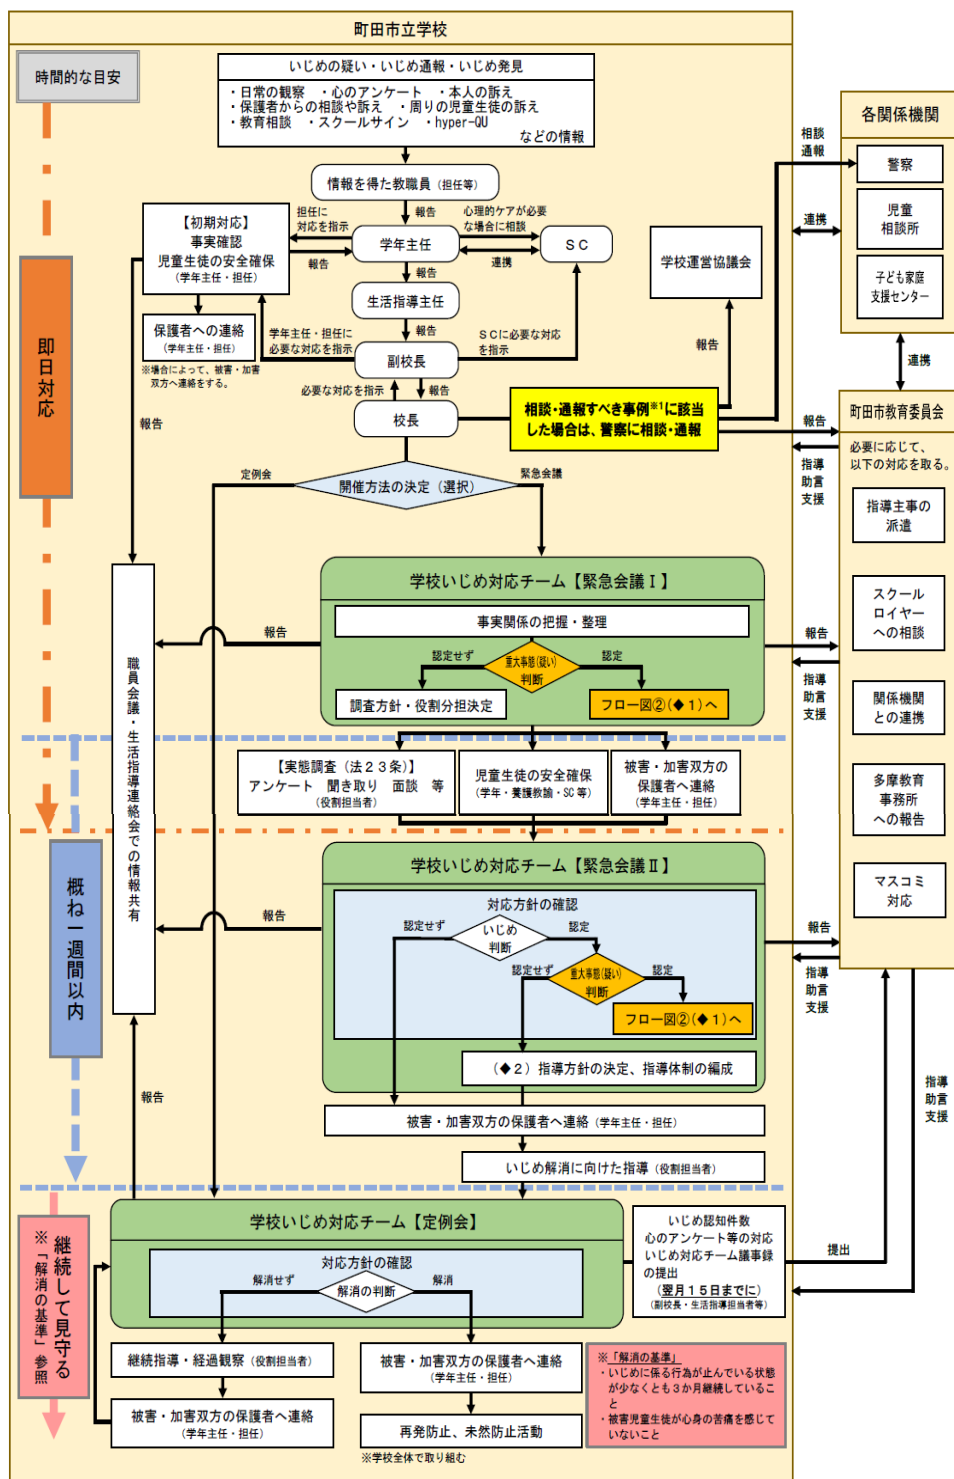 町田市立学校
時間的な目安
いじめの疑い・いじめ通報・いじめ発見
・日常の観察 ・心のアンケート ・本人の訴え
・保護者からの相談や訴え ・周りの児童生徒の訴え
・教育相談 ・スクールサイン ・hyper-QU
などの情報
情報を得た教職員(担任等)
報告
担任に
対応を指示
心理的ケアが必要
な場合に相談
【初期対応】
事実確認
児童生徒の安全確保
(学年主任・担任)
報告
学年主任
連携
SC
報告
生活指導主任
報告
保護者への連絡
(学年主任・担任)
※場合によって、被害・加害
双方へ連絡をする。
学年主任・担任に
必要な対応を指示
副校長
SCに必要な対応
を指示
必要な対応を指示
報告
校長
学校運営協議会
報告
相談・通報すべき事例※1に該当
した場合は、警察に相談・通報
相談
通報
各関係機関
警察
児童
相談所
子ども家庭
支援センター
連携
連携
町田市教育委員会
必要に応じて、
以下の対応を取る。
指導主事の
派遣
スクール
ロイヤー
への相談
関係機関
との連携
多摩教育
事務所
への報告
マスコミ
対応
報告
指導
助言
支援
即日対応
報告
定例会
開催方法の決定(選択)
緊急会議
学校いじめ対応チーム【緊急会議Ⅰ】
事実関係の把握・整理
認定せず
重大事態(疑い)
判断
認定
調査方針・役割分担決定
フロー図②(◆1)へ
報告
報告
指導
助言
支援
職員会議・生活指導連絡会での情報共有
【実態調査(法23条)】
アンケート 聞き取り 面談 等
(役割担当者)
児童生徒の安全確保
(学年・養護教諭・SC等)
被害・加害双方の
保護者へ連絡
(学年主任・担任)
概ね一週間以内
学校いじめ対応チーム【緊急会議Ⅱ】
対応方針の確認
認定せず
いじめ
判断
認定
認定せず
重大事態(疑い)
判断
認定
フロー図②(◆1)へ
(◆2)指導方針の決定、指導体制の編成
報告
報告
指導
助言
支援
被害・加害双方の保護者へ連絡(学年主任・担任)
いじめ解消に向けた指導(役割担当者)
報告
指導
助言
支援
継続して見守る
※「解消の基準」参照
学校いじめ対応チーム【定例会】
対応方針の確認
解消せず
解消の判断
解消
いじめ認知件数
心のアンケート等の対応
いじめ対応チーム議事録
の提出
(翌月15日までに)
(副校長・生活指導担当者等)
提出
継続指導・経過観察(役割担当者)
被害・加害双方の保護者へ連絡
(学年主任・担任)
被害・加害双方の保護者へ連絡
(学年主任・担任)
再発防止、未然防止活動
※学校全体で取り組む
※「解消の基準」
・いじめに係る行為が止んでいる状態
が少なくとも3か月継続しているこ
と
・被害児童生徒が心身の苦痛を感じて
いないこと